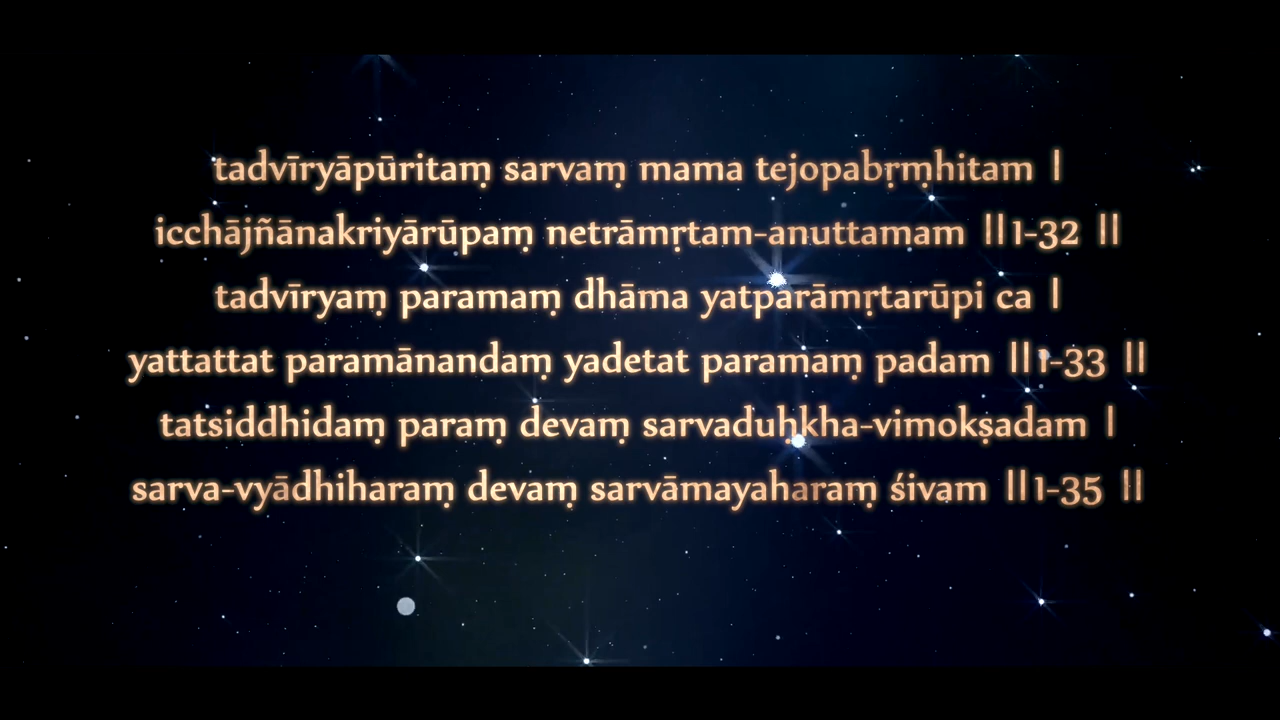 tadvīryāpūritaṃ sarvaṃ mama tejopabṛṃhitam |
icchājñānakriyārūpaṃ netrāmṛtam-anuttamam || 1-32 ||
tadvīryaṃ paramaṃ dhāma yatparāmṛtarūpi ca |
yattattat paramānandaṃ yadetat paramaṃ padam || 1-33 ||
tatsiddhidaṃ paraṃ devaṃ sarvaduḥkha-vimokṣadam |
sarva-vyādhiharaṃ devaṃ sarvāmayaharaṃ śivam || 1-35 ||